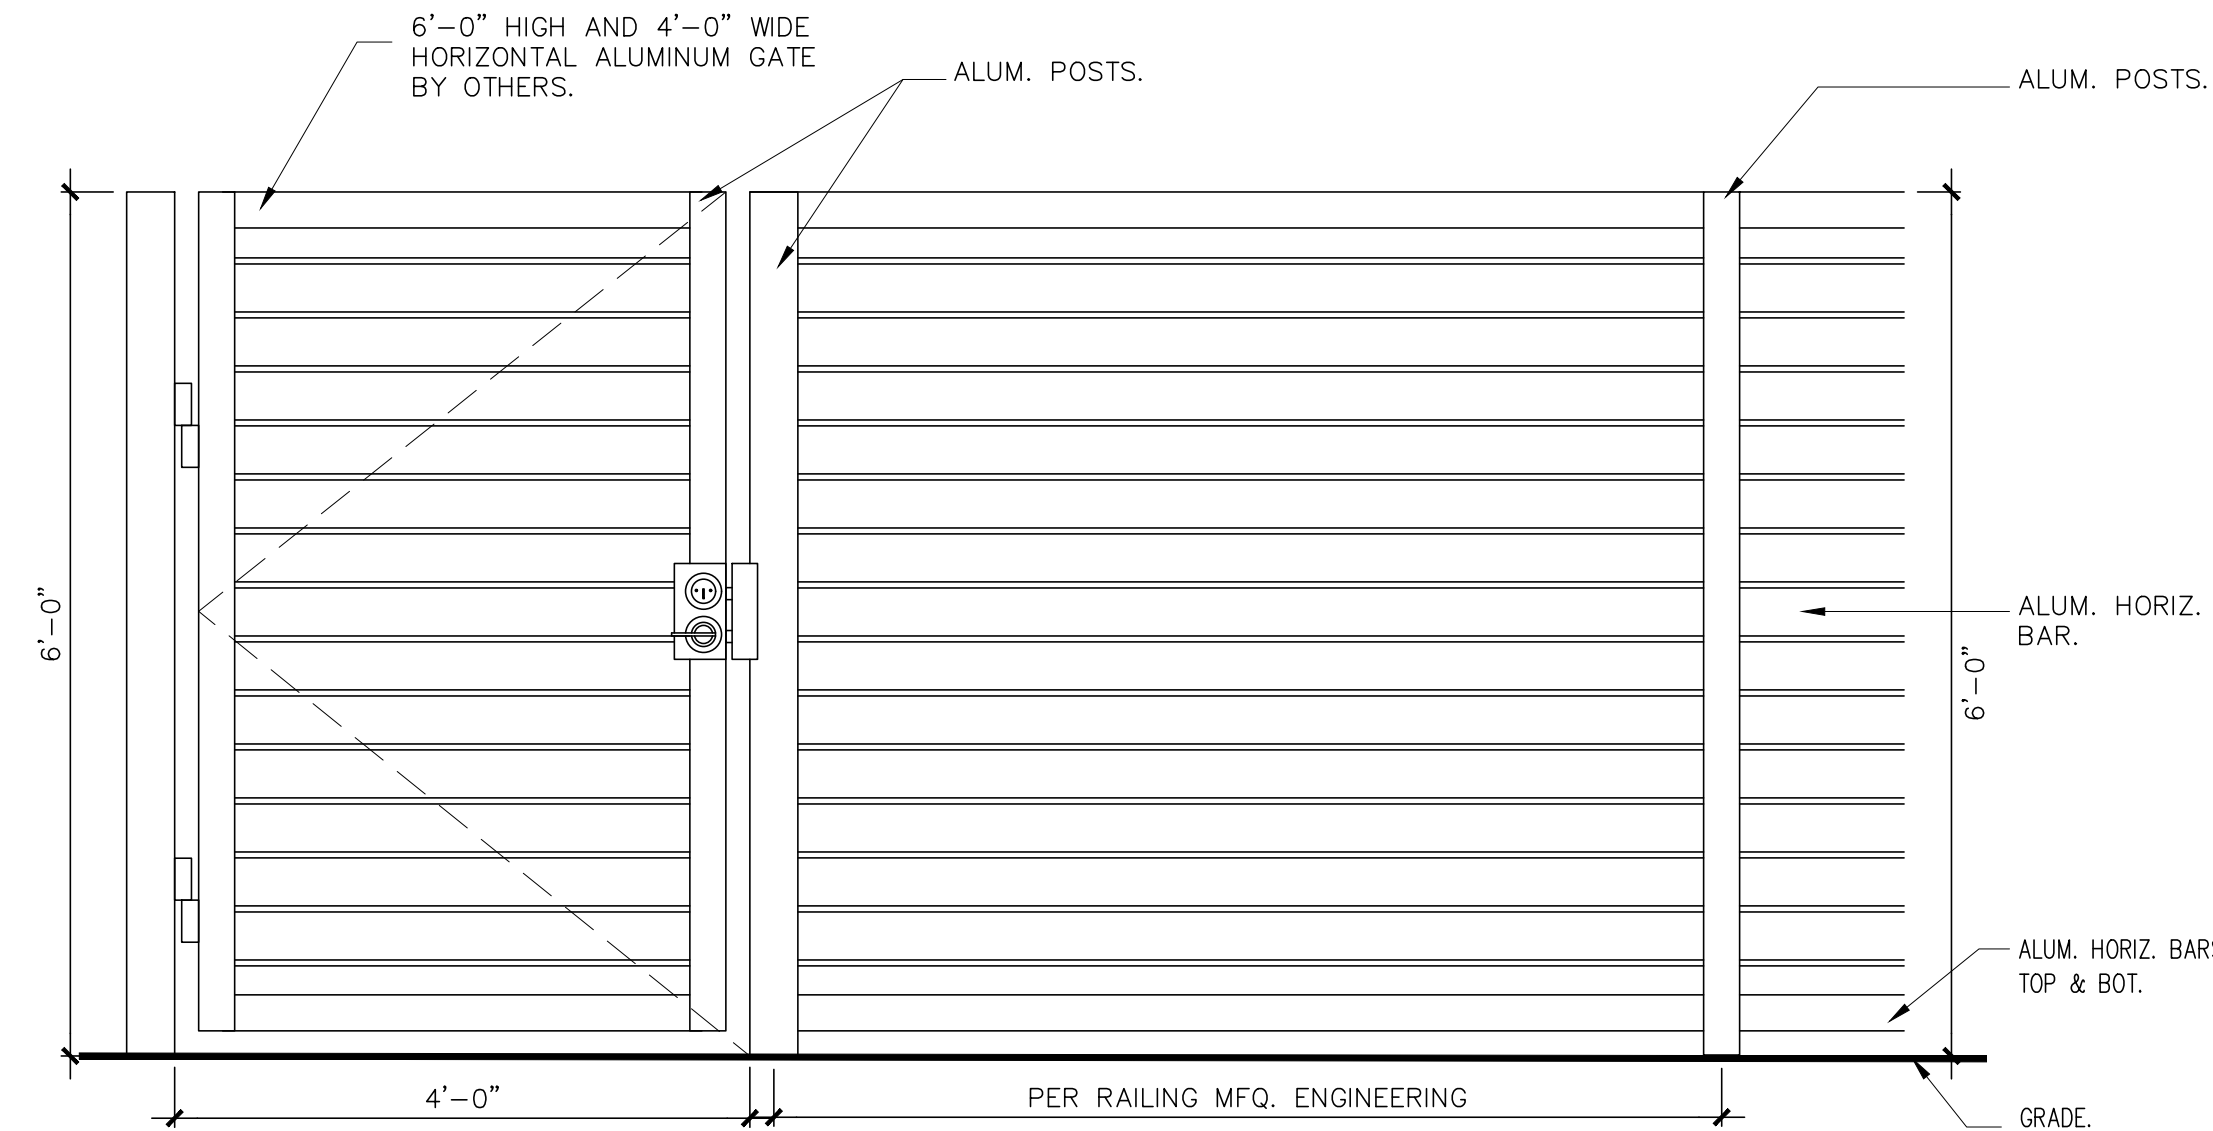 6'-0" HIGH AND 4'-0" WIDE
HORIZONTAL ALUMINUM GATE
BY OTHERS.
ALUM. POSTS.
ALUM. POSTS.
6'-0"
ALUM. HORIZ.
BAR.
6'-0"
ALUM. HORIZ. BARS
TOP & BOT.
4'-0"
PER RAILING MFQ. ENGINEERING
GRADE.